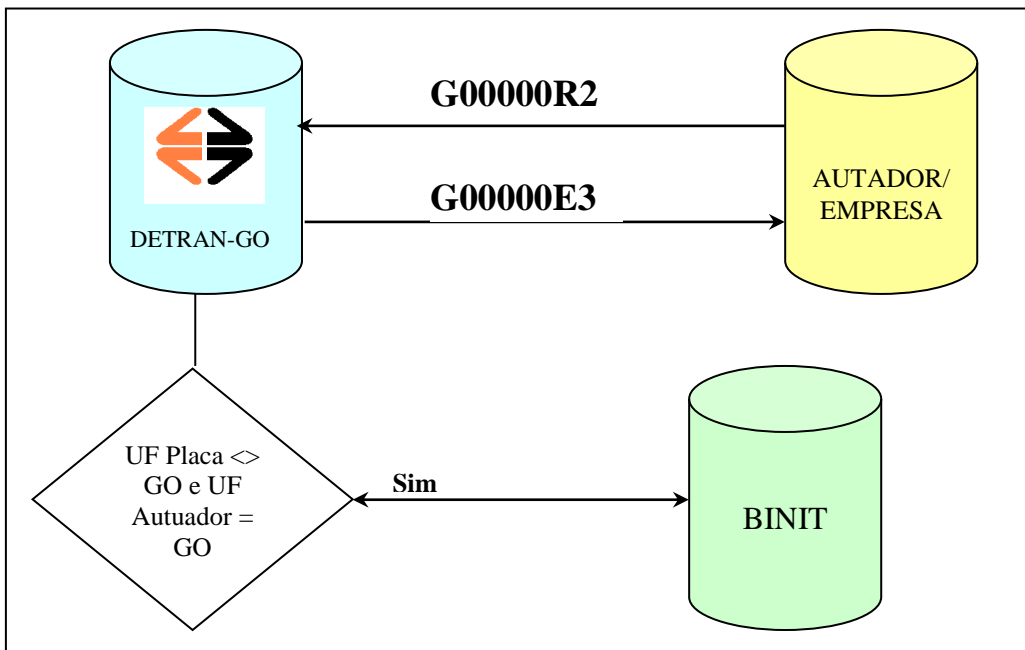 G00000R2
G00000E3
DETRAN-GO
AUTADOR/
EMPRESA
UF Placa <>
GO e UF
Autuador =
GO
Sim
BINIT